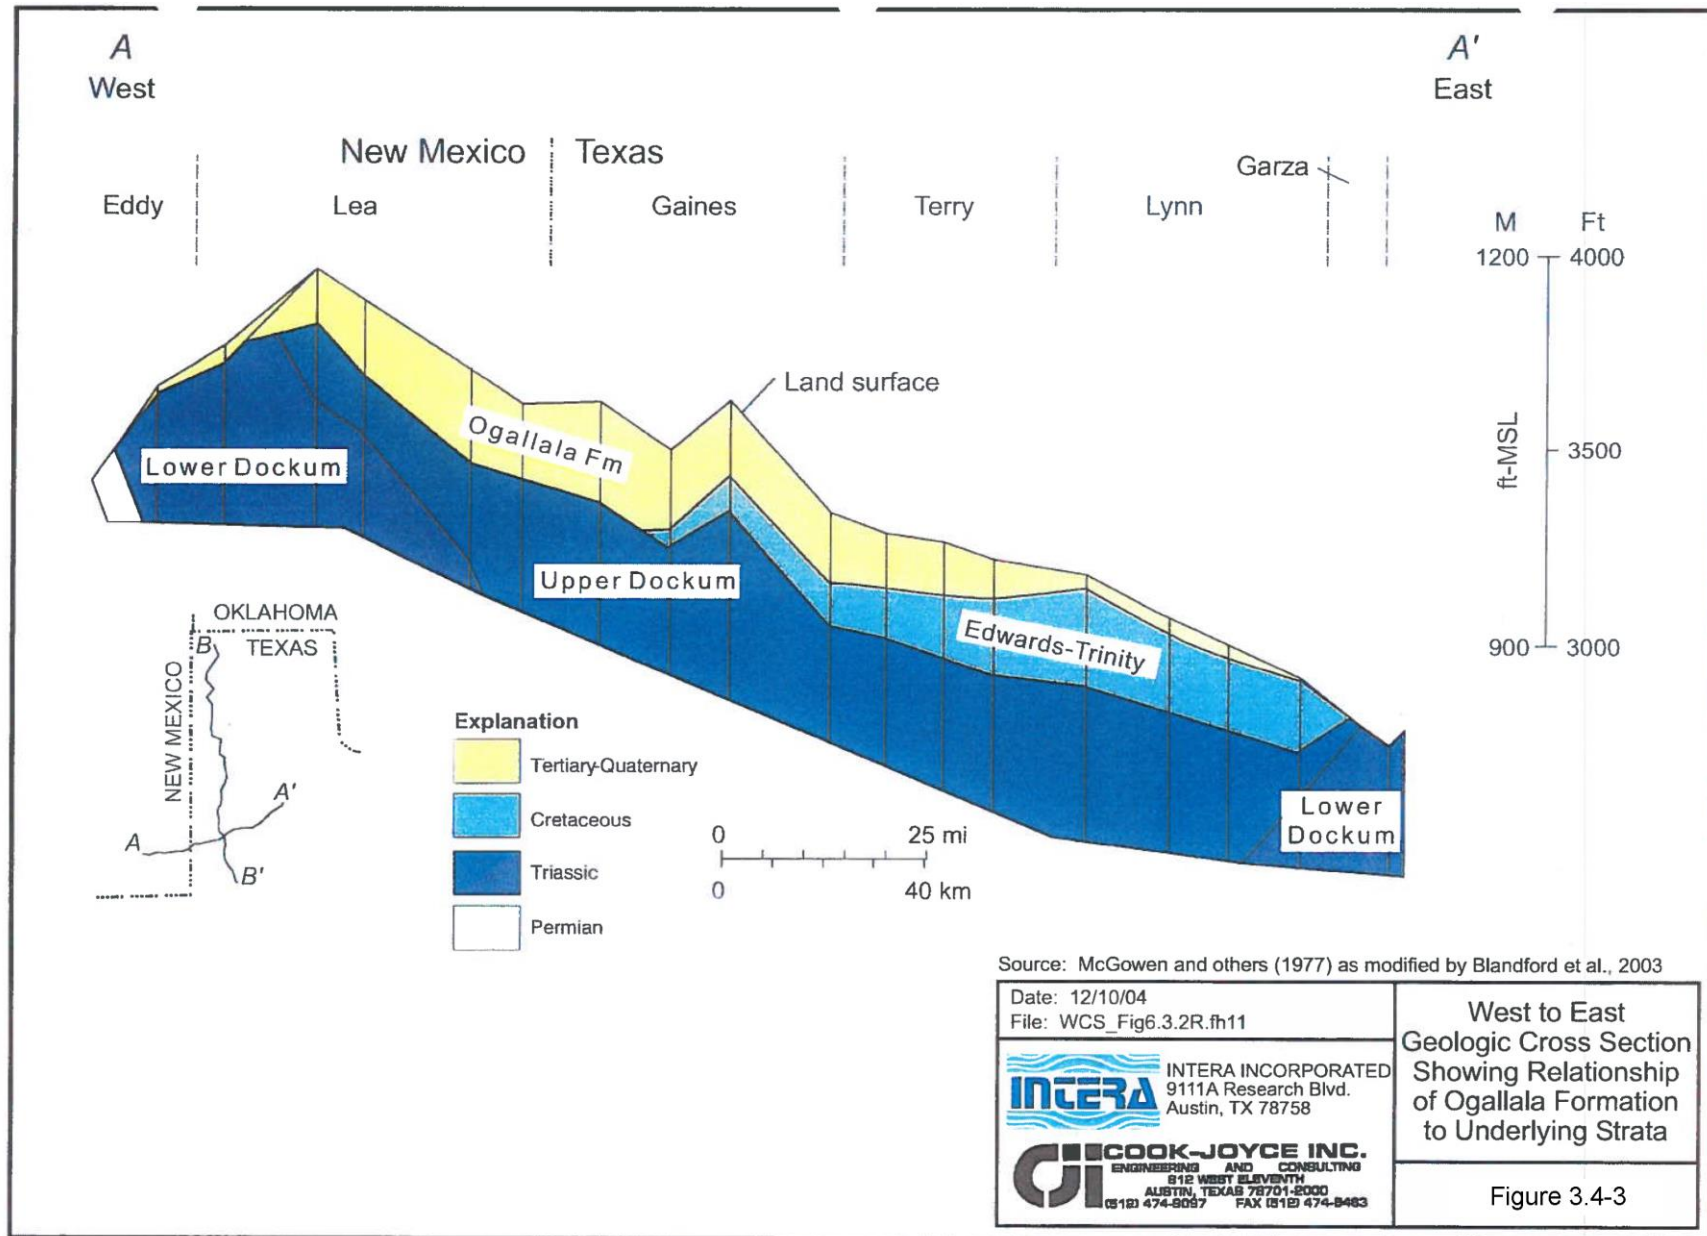 A
West
A'
East
New Mexico
Texas
Eddy
Lea
Gaines
Terry
Lynn
Garza
M
Ft
1200
4000
3500
900
3000
ft-MSL
Land surface
Ogallala Fm
Lower Dockum
Upper Dockum
Edwards-Trinity
Lower
Dockum
OKLAHOMA
TEXAS
NEW MEXICO
B
A'
A
B'
Explanation
Tertiary-Quaternary
Cretaceous
Triassic
Permian
0
25 mi
0
40 km
Source: McGowen and others (1977) as modified by Blandford et al., 2003
Date: 12/10/04
File: WCS_Fig6.3.2R.fh11
INTERA
INTERA INCORPORATED
9111A Research Blvd.
Austin, TX 78758
CJI
COOK-JOYCE INC.
ENGINEERING AND CONSULTING
812 WEST ELEVENTH
AUSTIN, TEXAS 78701-2000
(512) 474-9097 FAX (512) 474-8463
West to East
Geologic Cross Section
Showing Relationship
of Ogallala Formation
to Underlying Strata
Figure 3.4-3